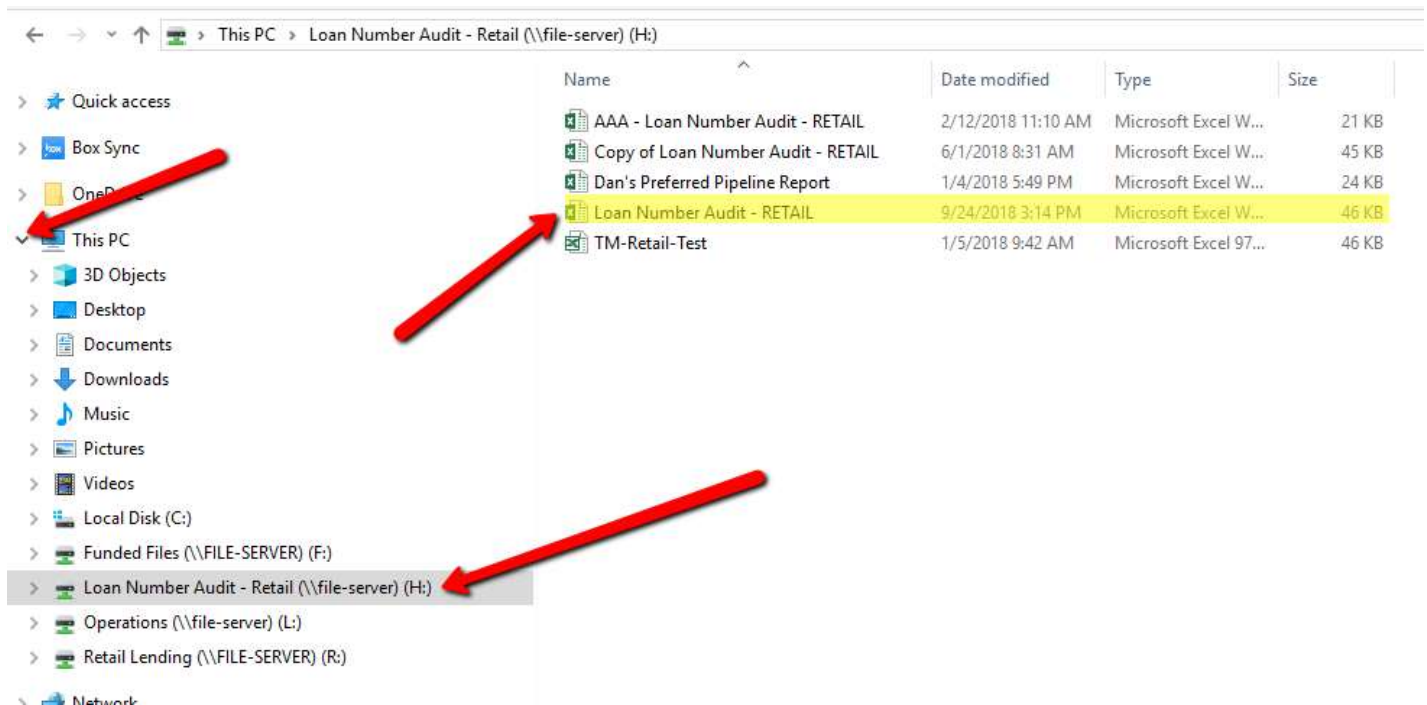 This PC > Loan Number Audit - Retail (\\file-server) (H:)
Name Date modified Type Size
Quick access
Box Sync
This PC
3D Objects
Desktop
Documents
Downloads
Music
Pictures
Videos
Local Disk (C:)
Funded Files (\\FILE-SERVER) (F:)
Loan Number Audit - Retail (\\file-server) (H:)
Operations (\\file-server) (L:)
Retail Lending (\\FILE-SERVER) (R:)
Network
AAA - Loan Number Audit - RETAIL 2/12/2018 11:10 AM Microsoft Excel W... 21 KB
Copy of Loan Number Audit - RETAIL 6/1/2018 8:31 AM Microsoft Excel W... 45 KB
Dan's Preferred Pipeline Report 1/4/2018 5:49 PM Microsoft Excel W... 24 KB
Loan Number Audit - RETAIL 9/24/2018 3:14 PM Microsoft Excel W... 46 KB
TM-Retail-Test 1/5/2018 9:42 AM Microsoft Excel 97... 46 KB